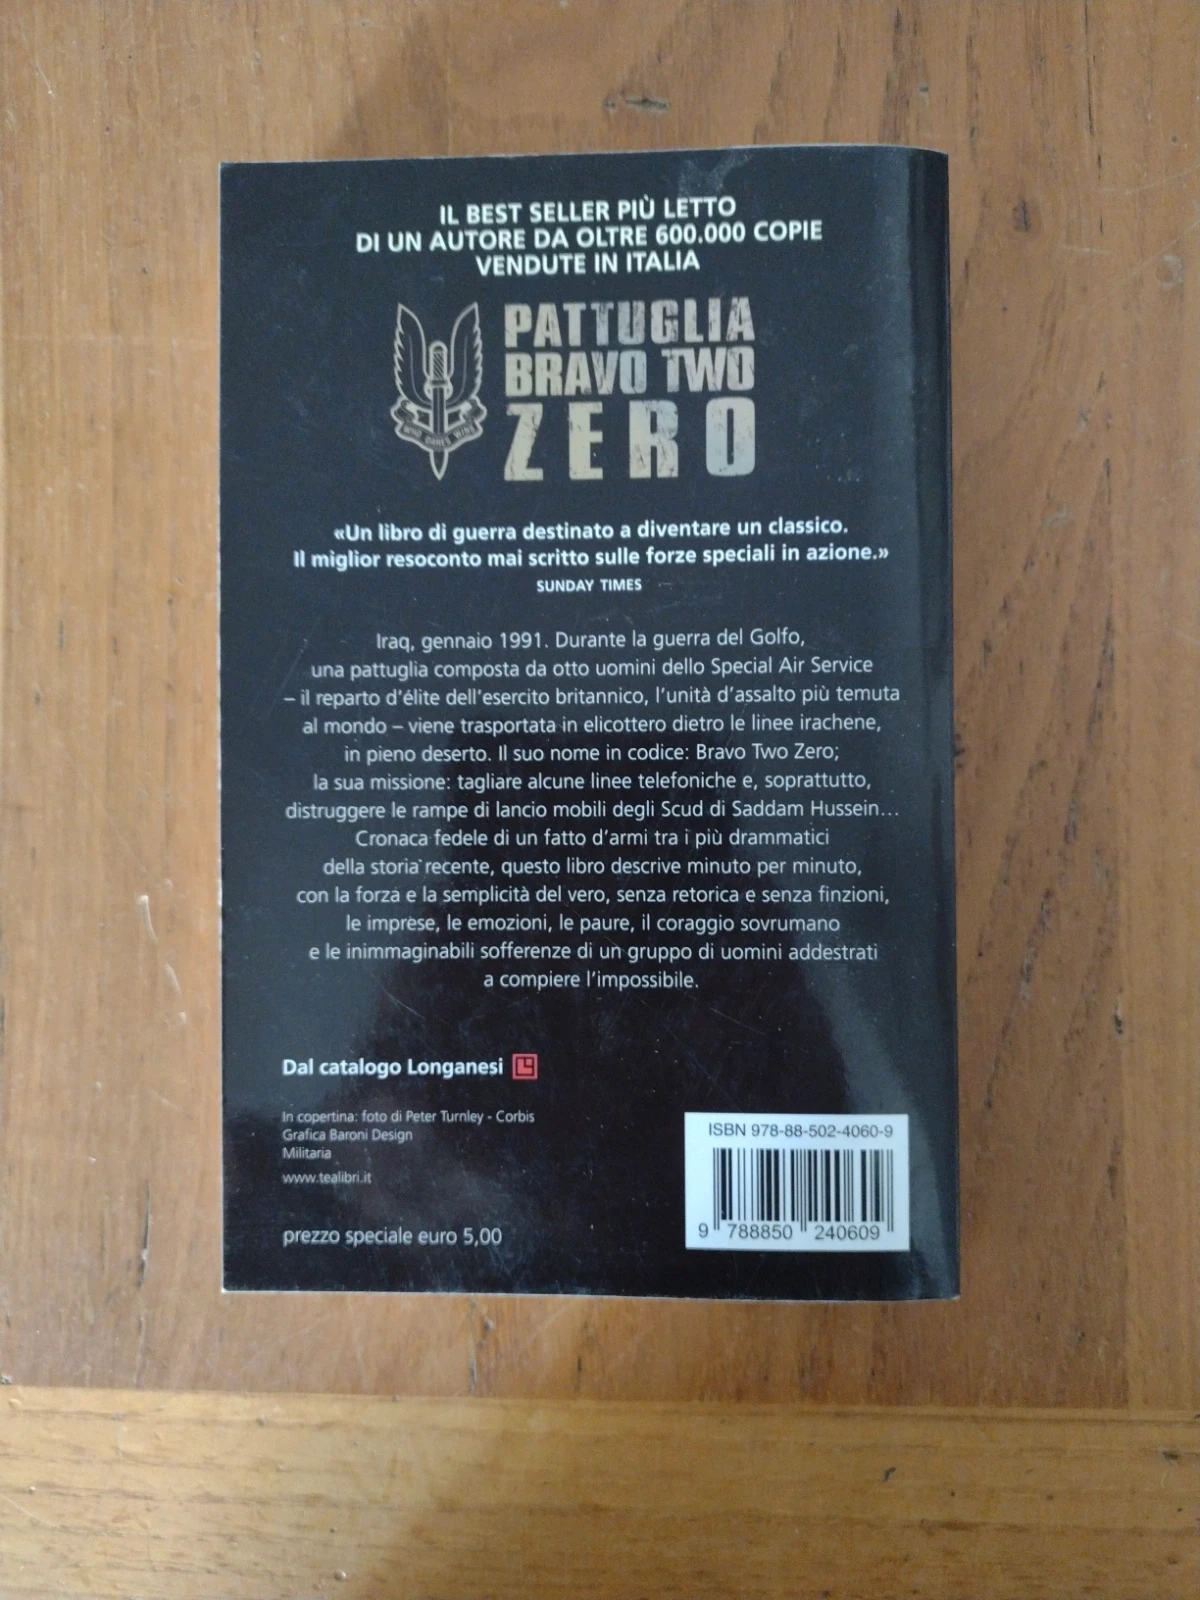 IL BEST SELLER PIÙ LETTO
DI UN AUTORE DA OLTRE 600.000 COPIE
VENDUTE IN ITALIA
PATTUGLIA
BRAVO TWO
ZERO
WHO DARES WINS
«Un libro di guerra destinato a diventare un classico.
Il miglior resoconto mai scritto sulle forze speciali in azione.»
SUNDAY TIMES
Iraq, gennaio 1991. Durante la guerra del Golfo,
una pattuglia composta da otto uomini dello Special Air Service
– il reparto d'élite dell'esercito britannico, l'unità d'assalto più temuta
al mondo – viene trasportata in elicottero dietro le linee irachene,
in pieno deserto. Il suo nome in codice: Bravo Two Zero;
la sua missione: tagliare alcune linee telefoniche e, soprattutto,
distruggere le rampe di lancio mobili degli Scud di Saddam Hussein…
Cronaca fedele di un fatto d'armi tra i più drammatici
della storia recente, questo libro descrive minuto per minuto,
con la forza e la semplicità del vero, senza retorica e senza finzioni,
le imprese, le emozioni, le paure, il coraggio sovrumano
e le inimmaginabili sofferenze di un gruppo di uomini addestrati
a compiere l'impossibile.
Dal catalogo Longanesi
In copertina: foto di Peter Turnley - Corbis
Grafica Baroni Design
Militaria
www.tealibri.it
prezzo speciale euro 5,00
ISBN 978-88-502-4060-9
9 788850 240609